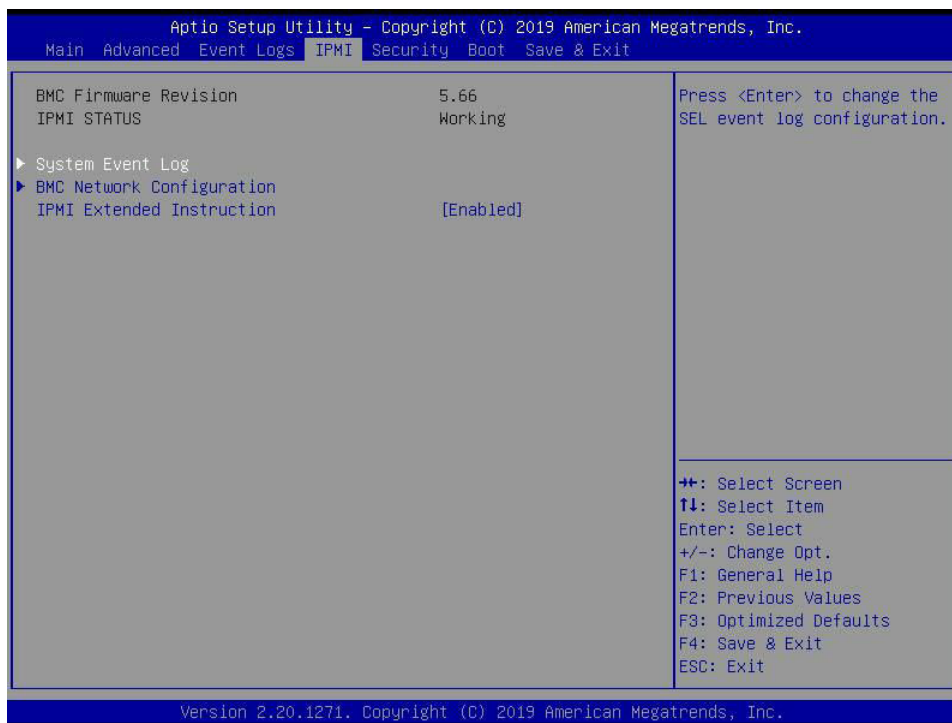 Aptio Setup Utility – Copyright (C) 2019 American Megatrends, Inc.
Main Advanced Event Logs IPMI Security Boot Save & Exit
BMC Firmware Revision 5.66
IPMI STATUS Working
System Event Log
BMC Network Configuration
IPMI Extended Instruction [Enabled]
Press <Enter> to change the
SEL event log configuration.
→←: Select Screen
↑↓: Select Item
Enter: Select
+/-: Change Opt.
F1: General Help
F2: Previous Values
F3: Optimized Defaults
F4: Save & Exit
ESC: Exit
Version 2.20.1271. Copyright (C) 2019 American Megatrends, Inc.